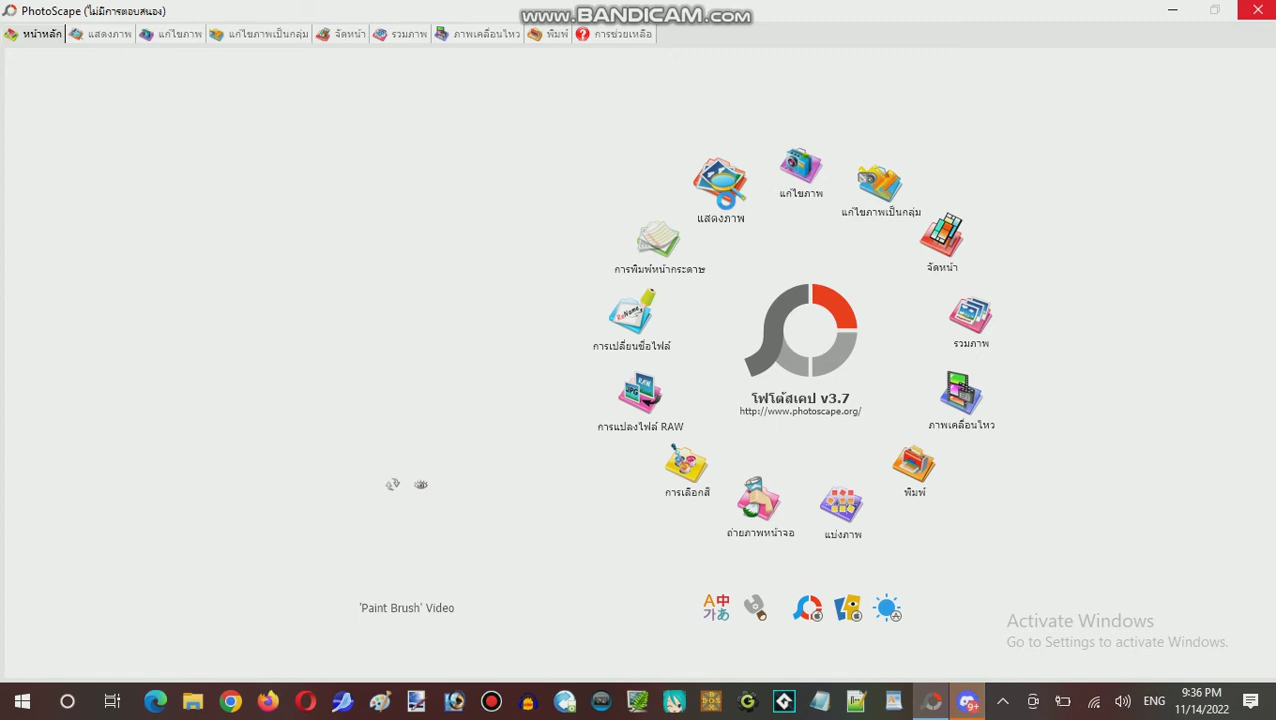 PhotoScape (ไม่มีการตอบสนอง)
www.BANDICAM.com
หน้าหลัก แสดงภาพ แก้ไขภาพ แก้ไขภาพเป็นกลุ่ม จัดหน้า รวมภาพ ภาพเคลื่อนไหว พิมพ์ การช่วยเหลือ
แก้ไขภาพ
แสดงภาพ
แก้ไขภาพเป็นกลุ่ม
การพิมพ์หน้ากระดาษ
จัดหน้า
ReName
การเปลี่ยนชื่อไฟล์
รวมภาพ
RAW
JPG
การแปลงไฟล์ RAW
ภาพเคลื่อนไหว
โฟโต้สเคป v3.7
http://www.photoscape.org/
การเลือกสี
พิมพ์
ถ่ายภาพหน้าจอ
แบ่งภาพ
'Paint Brush' Video
A中
가あ
Activate Windows
Go to Settings to activate Windows.
DOS
9+
ENG
9:36 PM
11/14/2022